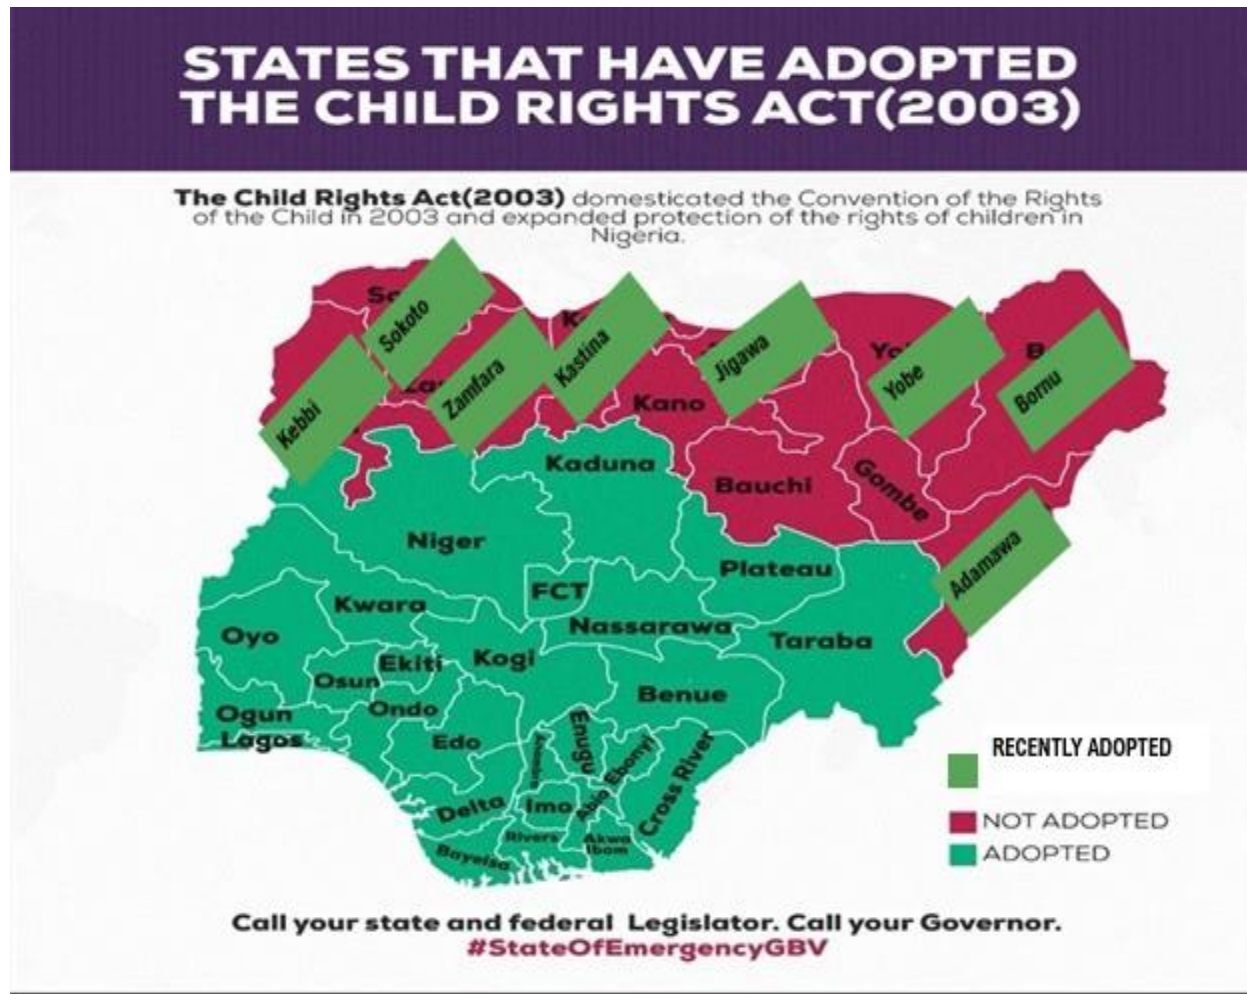 STATES THAT HAVE ADOPTED
THE CHILD RIGHTS ACT(2003)
The Child Rights Act(2003) domesticated the Convention of the Rights
of the Child in 2003 and expanded protection of the rights of children in
Nigeria.
Sokoto
Kastina
Jigawa
Yobe
Bornu
Zamfara
Kebbi
Kano
Kaduna
Bauchi
Gombe
Niger
Adamawa
Plateau
FCT
Kwara
Nassarawa
Oyo
Taraba
Ekiti
Kogi
Osun
Benue
Ondo
Ogun
Lagos
Edo
Enugu
Anambra
Ebonyi
Cross River
Delta
Imo
Abia
Rivers
Akwa
Ibom
Bayelsa
RECENTLY ADOPTED
NOT ADOPTED
ADOPTED
Call your state and federal Legislator. Call your Governor.
#StateOfEmergencyGBV